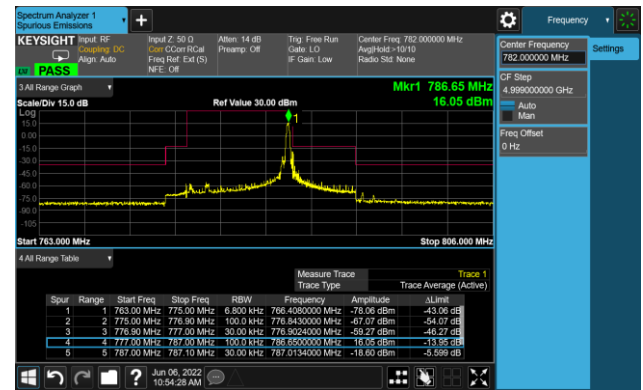 Spectrum Analyzer 1
Spurious Emissions
Frequency
KEYSIGHT Input: RF Input Z: 50 Ω Atten: 14 dB Trig: Free Run Center Freq: 782.000000 MHz
Coupling: DC Corr CCorr RCal Preamp: Off Gate: LO Avg|Hold:>10/10
Align: Auto Freq Ref: Ext (S) IF Gain: Low Radio Std: None
PASS NFE: Off
Center Frequency
782.000000 MHz
Settings
CF Step
4.999000000 GHz
Auto
Man
Freq Offset
0 Hz
3 All Range Graph
Mkr1 786.65 MHz
Scale/Div 15.0 dB Ref Value 30.00 dBm 16.05 dBm
Log
1
15.0
0.00
-15.0
-30.0
-45.0
-60.0
-75.0
-90.0
-105
Start 763.000 MHz Stop 806.000 MHz
4 All Range Table
Measure Trace Trace 1
Trace Type Trace Average (Active)
Spur Range Start Freq Stop Freq RBW Frequency Amplitude ΔLimit
1 1 763.00 MHz 775.00 MHz 6.800 kHz 766.4080000 MHz -78.06 dBm -43.06 dB
2 2 775.00 MHz 776.90 MHz 100.0 kHz 776.8430000 MHz -67.07 dBm -54.07 dB
3 3 776.90 MHz 777.00 MHz 30.00 kHz 776.9024000 MHz -59.27 dBm -46.27 dB
4 4 777.00 MHz 787.00 MHz 100.0 kHz 786.6500000 MHz 16.05 dBm -13.95 dB
5 5 787.00 MHz 787.10 MHz 30.00 kHz 787.0134000 MHz -18.60 dBm -5.599 dB
Jun 06, 2022
10:54:28 AM